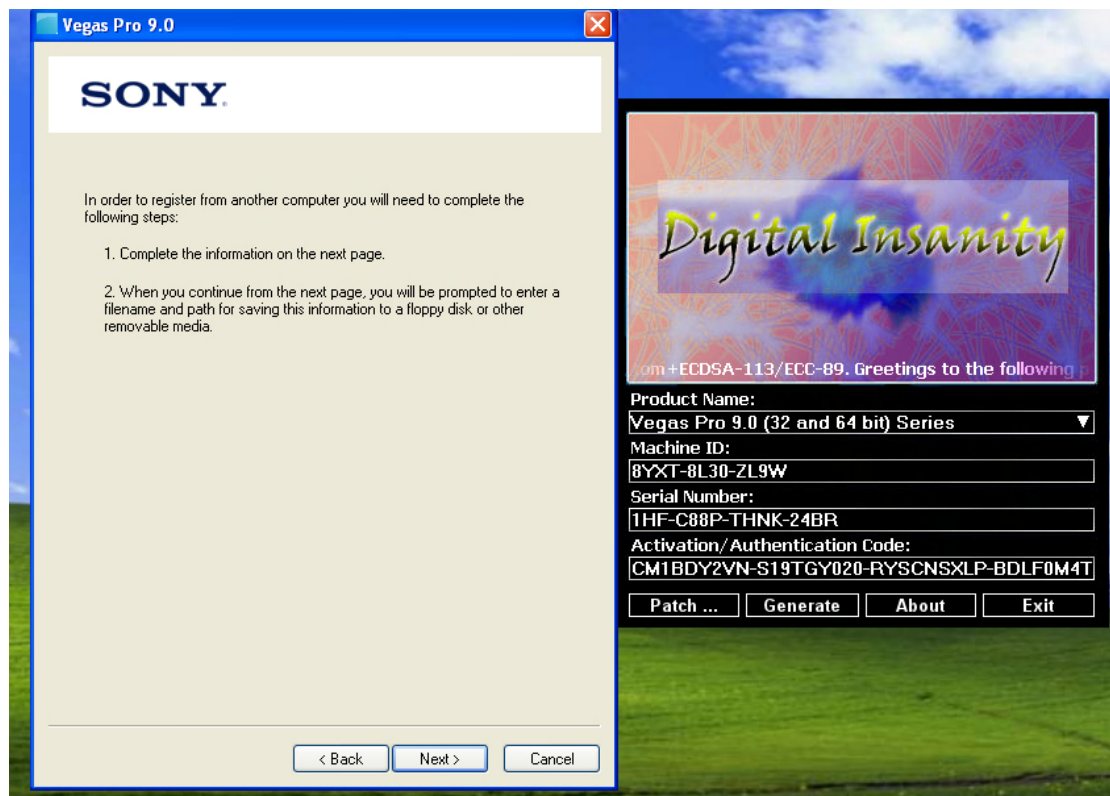 Vegas Pro 9.0
SONY
In order to register from another computer you will need to complete the
following steps:
1. Complete the information on the next page.
2. When you continue from the next page, you will be prompted to enter a
filename and path for saving this information to a floppy disk or other
removable media.
< Back
Next >
Cancel
Digital Insanity
om+ECDSA-113/ECC-89. Greetings to the following p
Product Name:
Vegas Pro 9.0 (32 and 64 bit) Series
Machine ID:
8YXT-8L30-ZL9W
Serial Number:
1HF-C88P-THNK-24BR
Activation/Authentication Code:
CM1BDY2VN-S19TGY020-RYSCNSXLP-BDLF0M4T
Patch ...
Generate
About
Exit